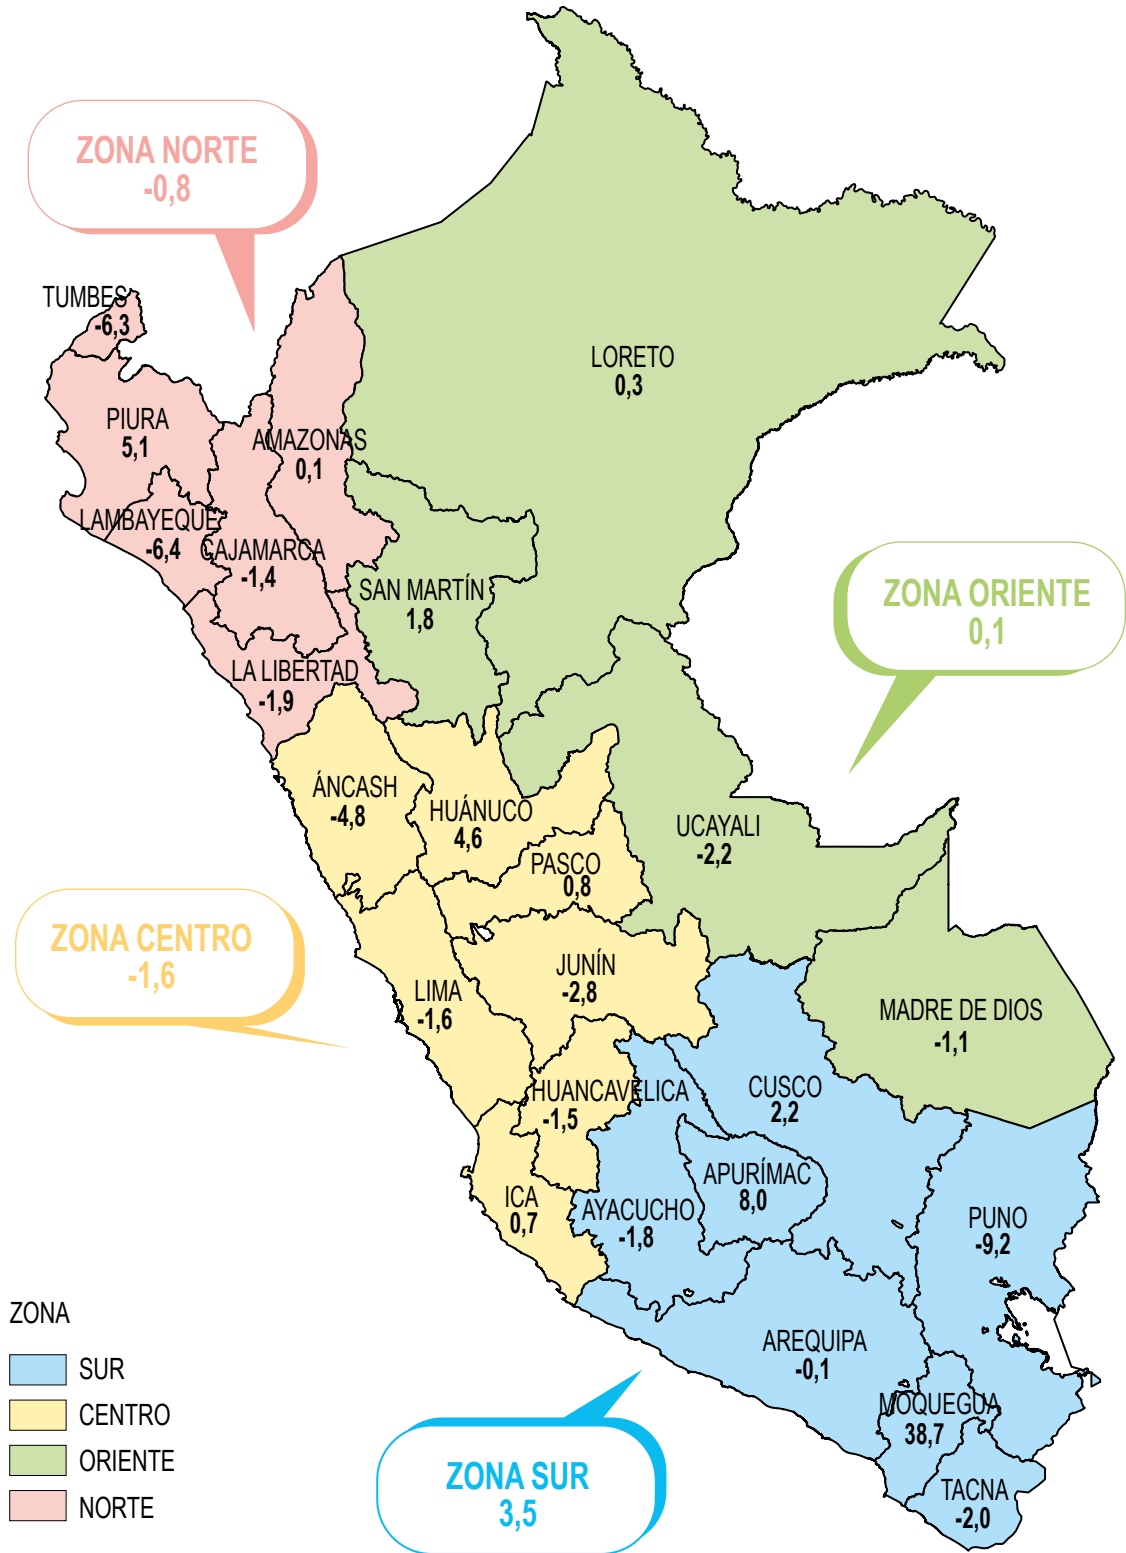 ZONA NORTE
-0,8
TUMBES
-6,3
LORETO
0,3
PIURA
5,1
AMAZONAS
0,1
LAMBAYEQUE
-6,4
CAJAMARCA
-1,4
SAN MARTÍN
1,8
ZONA ORIENTE
0,1
LA LIBERTAD
-1,9
ÁNCASH
-4,8
HUÁNUCO
4,6
UCAYALI
-2,2
PASCO
0,8
ZONA CENTRO
-1,6
JUNÍN
-2,8
LIMA
-1,6
MADRE DE DIOS
-1,1
HUANCAVELICA
-1,5
CUSCO
2,2
APURÍMAC
8,0
ICA
0,7
AYACUCHO
-1,8
PUNO
-9,2
AREQUIPA
-0,1
MOQUEGUA
38,7
TACNA
-2,0
ZONA SUR
3,5
ZONA
SUR
CENTRO
ORIENTE
NORTE